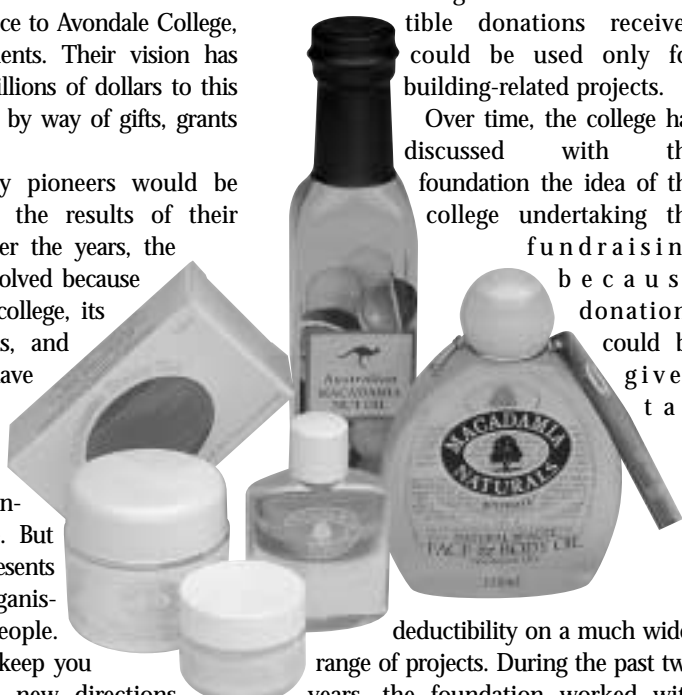 ce to Avondale College,
ents. Their vision has
illions of dollars to this
by way of gifts, grants
y pioneers would be
the results of their
er the years, the
olved because
college, its
s, and
ave
n-
. But
esents
ganis-
eople.
keep you
new directions
Australian
MACADAMIA
NUT OIL
MACADAMIA
NATURALS
FACE & BODY OIL
tible donations receive
could be used only fo
building-related projects.
Over time, the college ha
discussed with th
foundation the idea of th
college undertaking th
fundraisin
becaus
donation
could b
give
ta
deductibility on a much wide
range of projects. During the past tw
years, the foundation worked wit